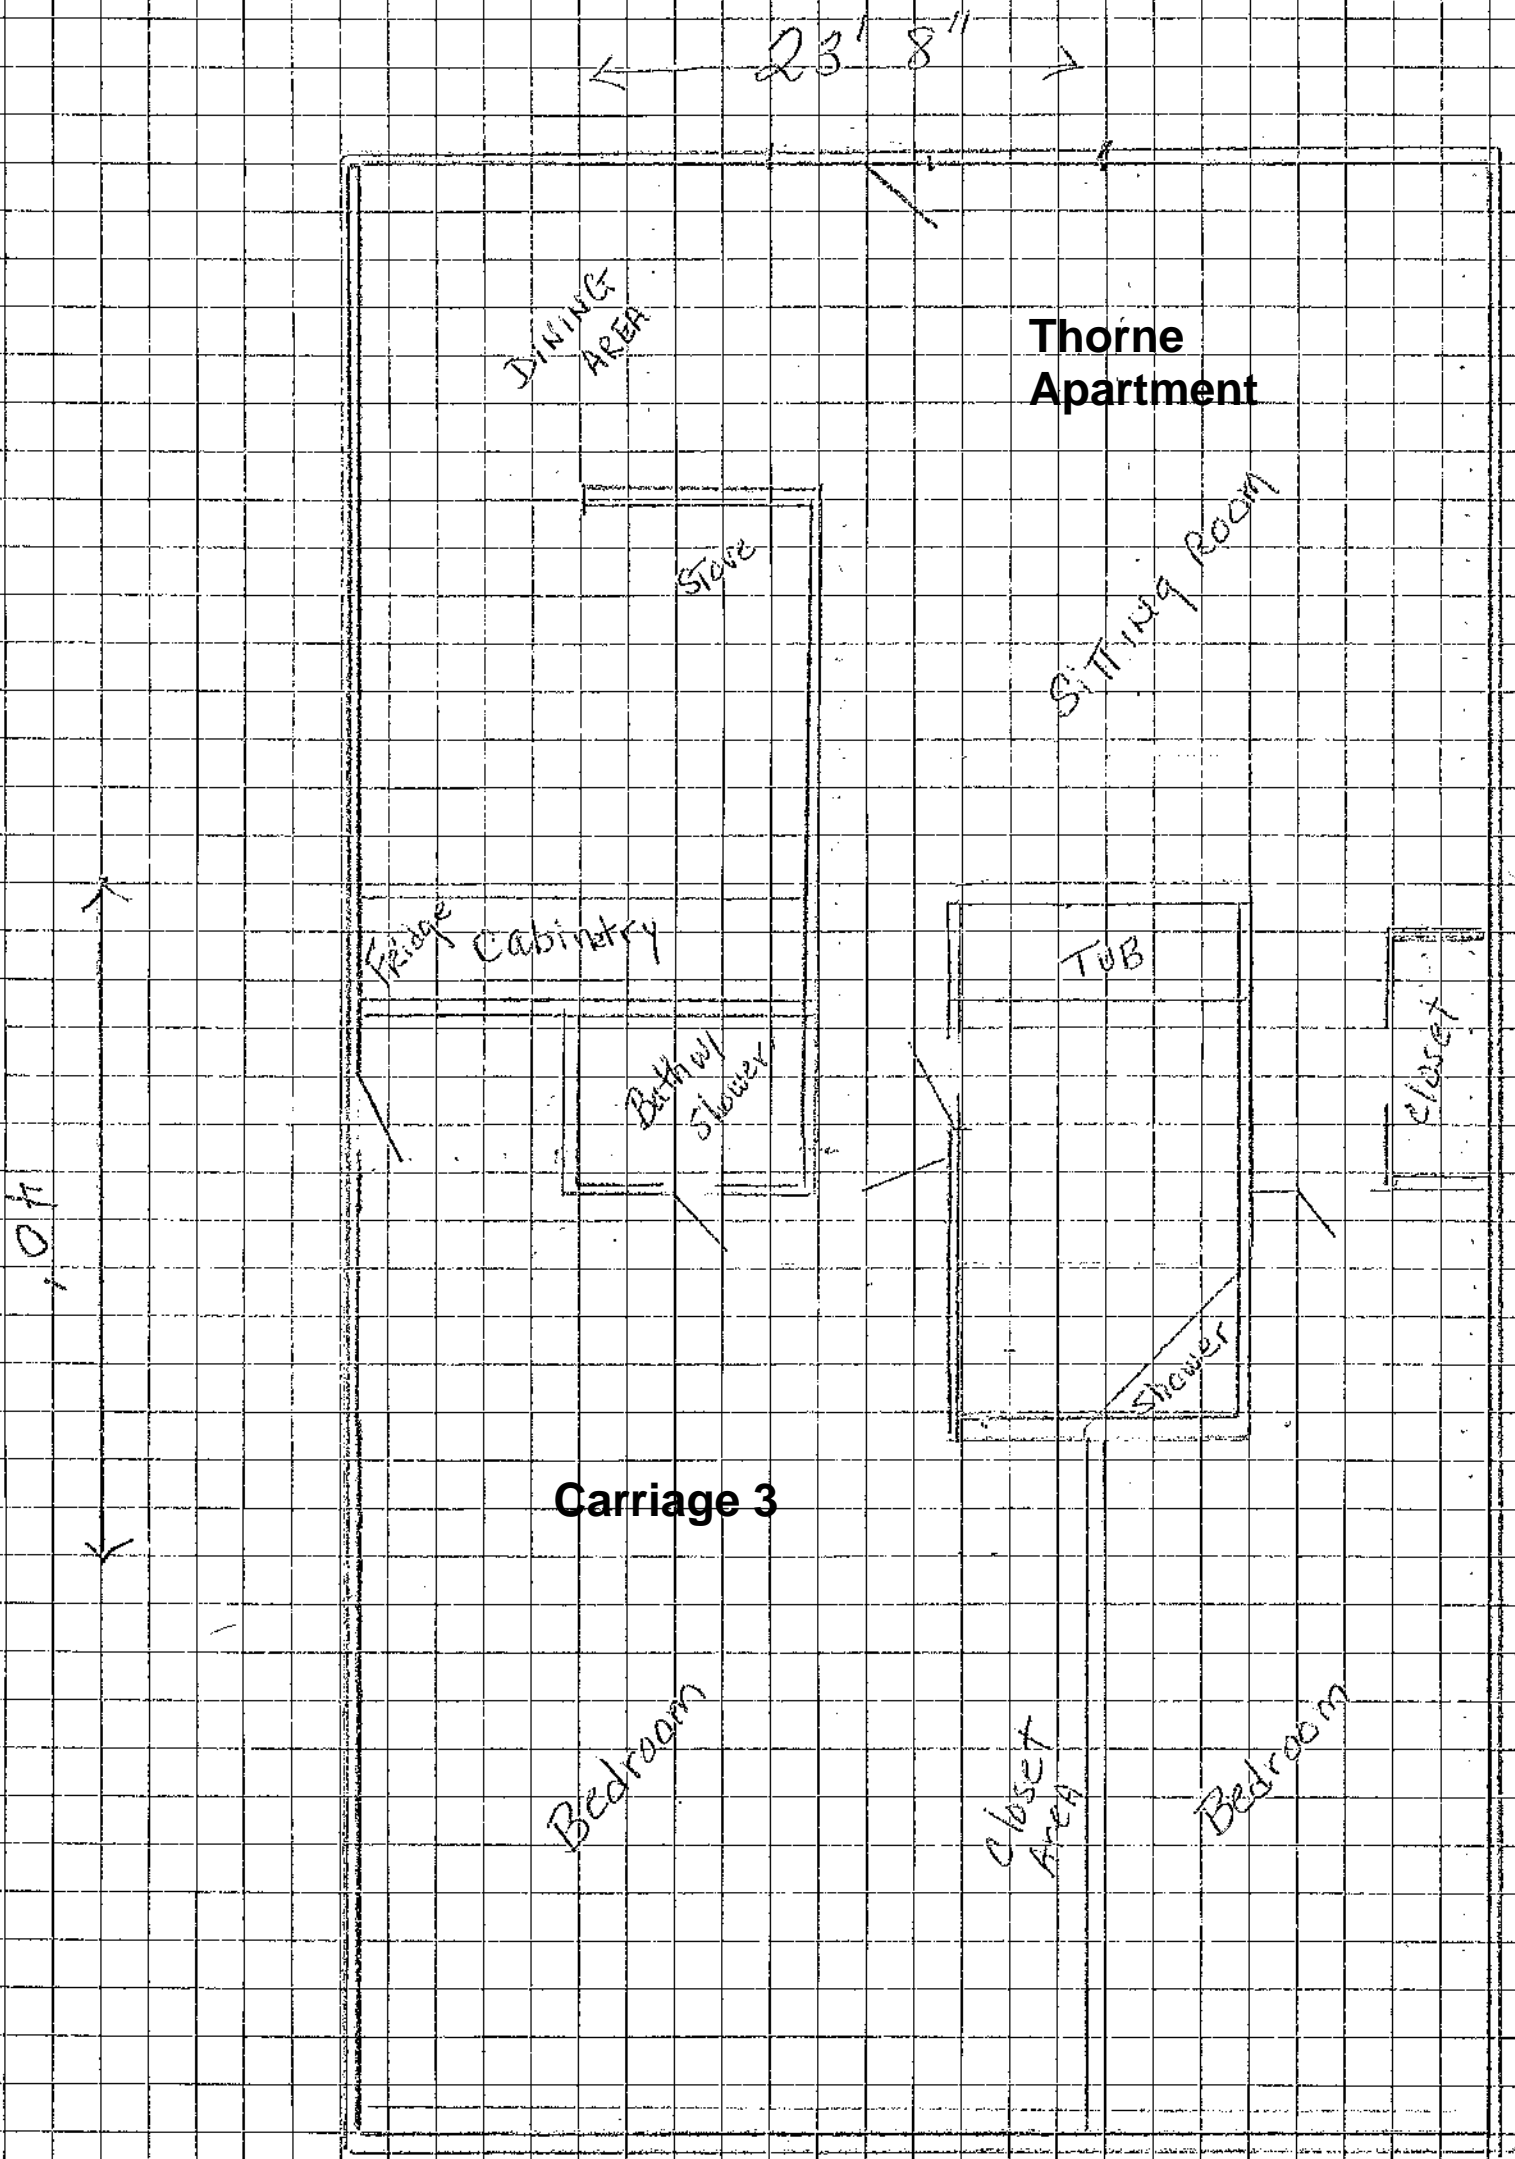 23' 8"
DINING
AREA
Thorne
Apartment
Stove
SiTTiNg ROOM
Fridge
Cabinetry
TUB
Closet
Bath w/
Shower
40'
Shower
Carriage 3
Bedroom
Closet
AreA
Bedroom